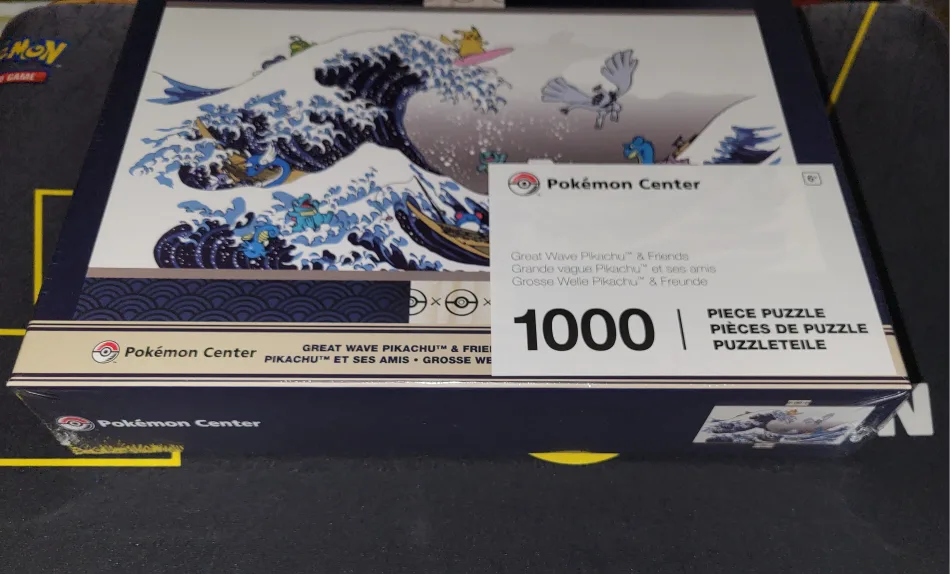 ÉMON
GAME
Pokémon Center
6+
Great Wave Pikachu™ & Friends
Grande vague Pikachu™ et ses amis
Grosse Welle Pikachu™ & Freunde
1000
PIECE PUZZLE
PIÈCES DE PUZZLE
PUZZLETEILE
Pokémon Center
GREAT WAVE PIKACHU™ & FRIE
PIKACHU™ ET SES AMIS • GROSSE WE
Pokémon Center
N